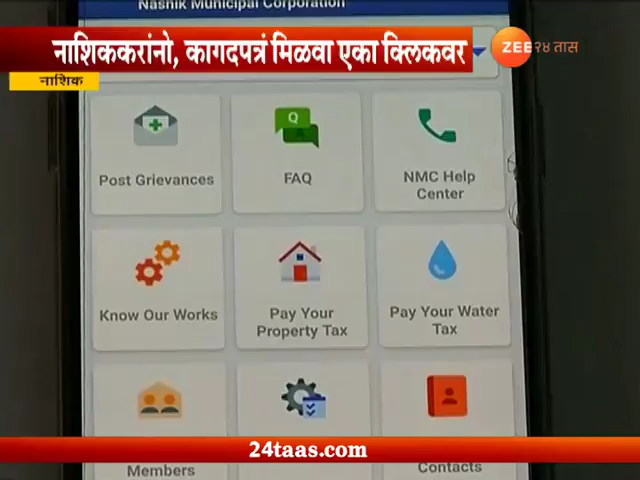 Nashik Municipal Corporation
नाशिककरांनो, कागदपत्रं मिळवा एका क्लिकवर
ZEE २४ तास
नाशिक
Post Grievances
FAQ
NMC Help
Center
Know Our Works
Pay Your
Property Tax
Pay Your Water
Tax
Members
Contacts
24taas.com